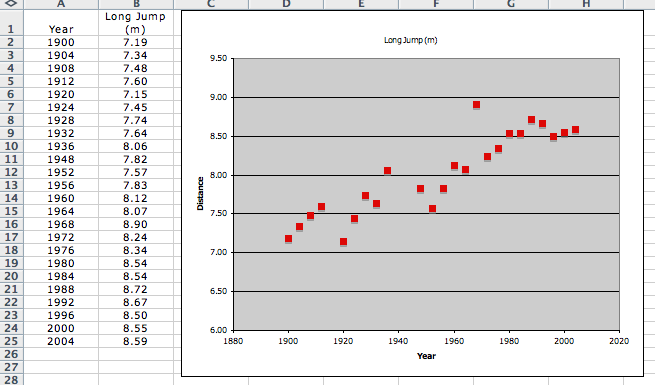 A B C D E F G H
Long Jump
1 Year (m)
2 1900 7.19
3 1904 7.34
4 1908 7.48
5 1912 7.60
6 1920 7.15
7 1924 7.45
8 1928 7.74
9 1932 7.64
10 1936 8.06
11 1948 7.82
12 1952 7.57
13 1956 7.83
14 1960 8.12
15 1964 8.07
16 1968 8.90
17 1972 8.24
18 1976 8.34
19 1980 8.54
20 1984 8.54
21 1988 8.72
22 1992 8.67
23 1996 8.50
24 2000 8.55
25 2004 8.59
26
27
28
Long Jump (m)
9.50
9.00
8.50
8.00
7.50
7.00
6.50
6.00
Distance
1880 1900 1920 1940 1960 1980 2000 2020
Year